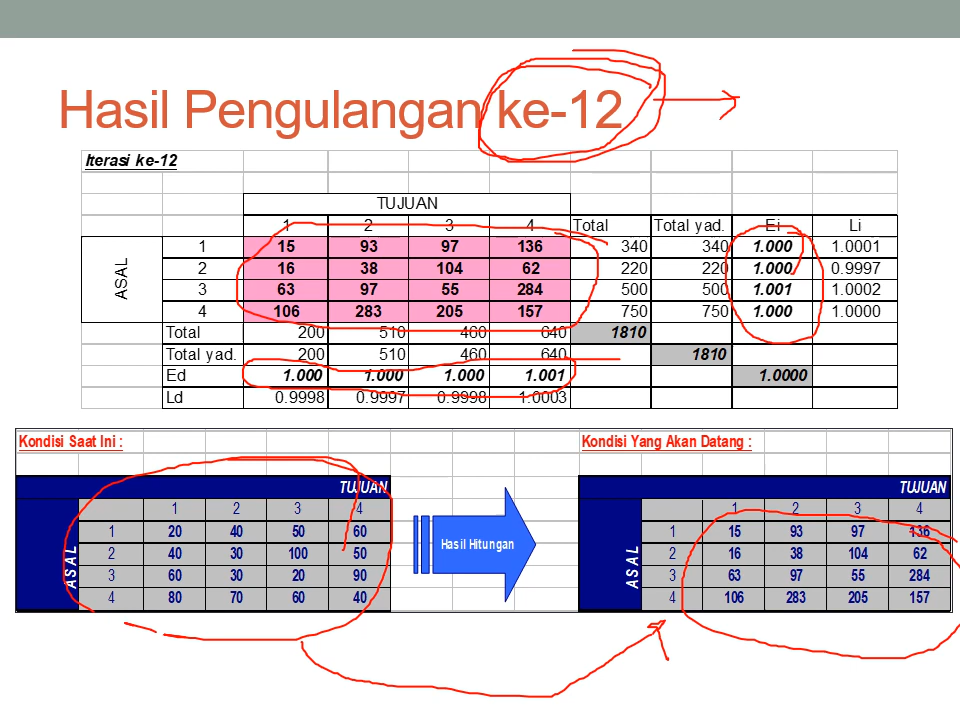 Hasil Pengulangan ke-12
Iterasi ke-12
TUJUAN
1 2 3 4 Total Total yad. Ei Li
ASAL
1 15 93 97 136 340 340 1.000 1.0001
2 16 38 104 62 220 220 1.000 0.9997
3 63 97 55 284 500 500 1.001 1.0002
4 106 283 205 157 750 750 1.000 1.0000
Total 200 510 460 640 1810
Total yad. 200 510 460 640 1810
Ed 1.000 1.000 1.000 1.001 1.0000
Ld 0.9998 0.9997 0.9998 1.0003
Kondisi Saat Ini :
TUJUAN
1 2 3 4
ASAL
1 20 40 50 60
2 40 30 100 50
3 60 30 20 90
4 80 70 60 40
Hasil Hitungan
Kondisi Yang Akan Datang :
TUJUAN
1 2 3 4
ASAL
1 15 93 97 136
2 16 38 104 62
3 63 97 55 284
4 106 283 205 157